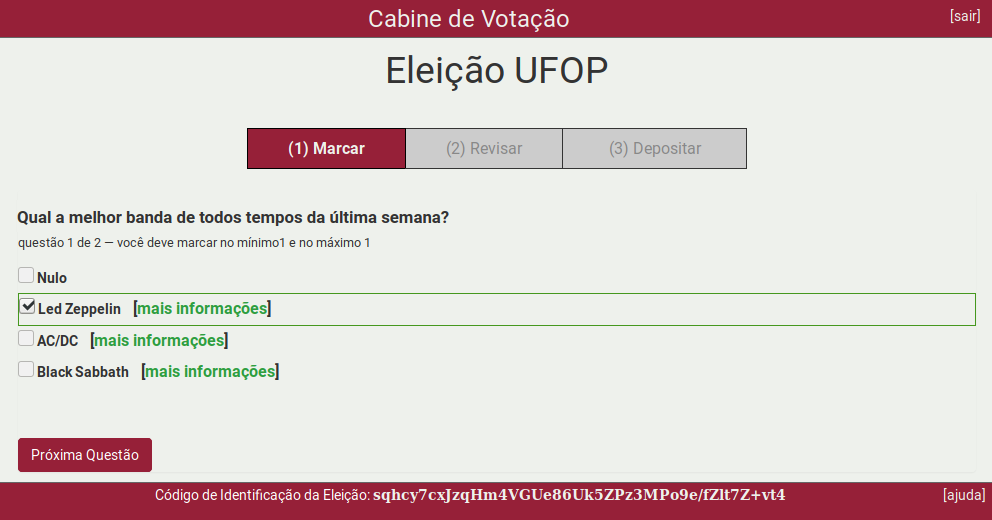 Cabine de Votação
[sair]
Eleição UFOP
(1) Marcar
(2) Revisar
(3) Depositar
Qual a melhor banda de todos tempos da última semana?
questão 1 de 2 — você deve marcar no mínimo1 e no máximo 1
Nulo
Led Zeppelin [mais informações]
AC/DC [mais informações]
Black Sabbath [mais informações]
Próxima Questão
Código de Identificação da Eleição: sqhcy7cxJzqHm4VGUe86Uk5ZPz3MPo9e/fZlt7Z+vt4
[ajuda]